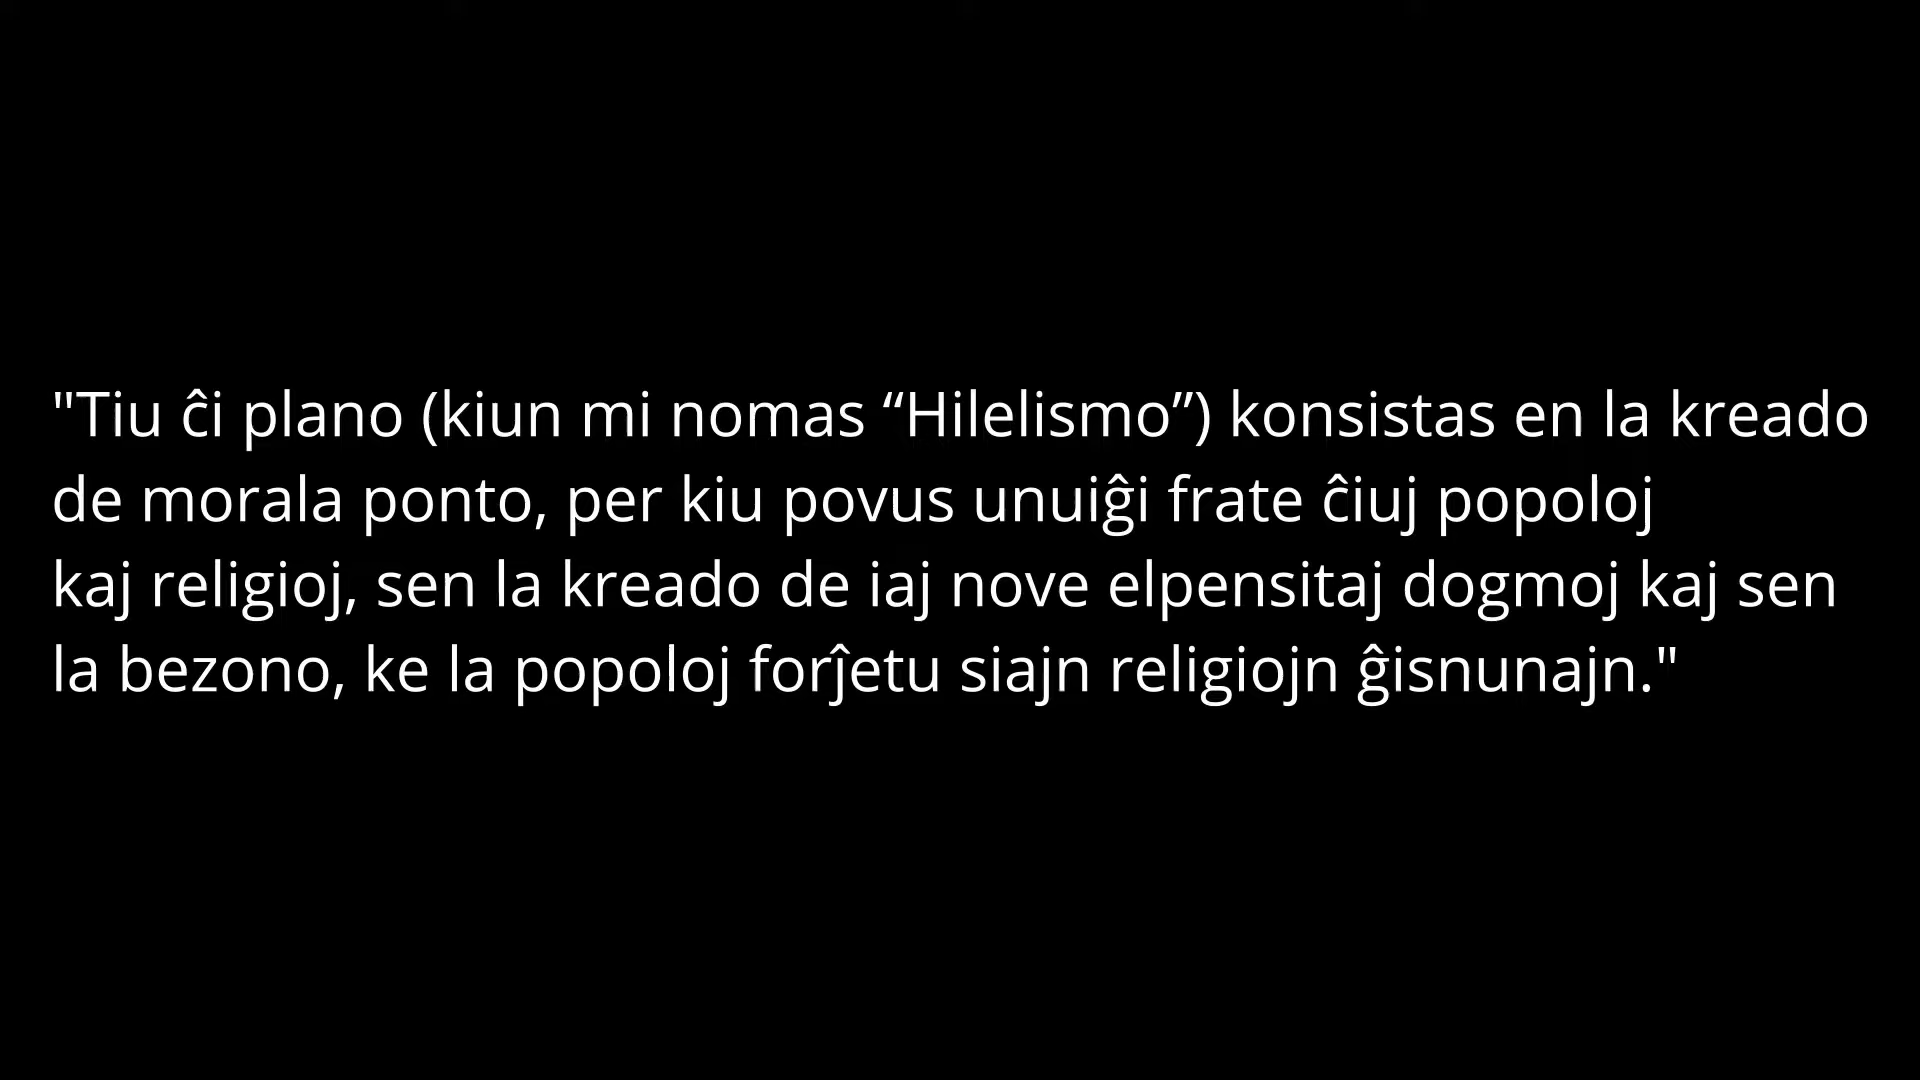 "Tiu ĉi plano (kiun mi nomas “Hilelismo”) konsistas en la kreado
de morala ponto, per kiu povus unuiĝi frate ĉiuj popoloj
kaj religioj, sen la kreado de iaj nove elpensitaj dogmoj kaj sen
la bezono, ke la popoloj forĵetu siajn religiojn ĝisnunajn."